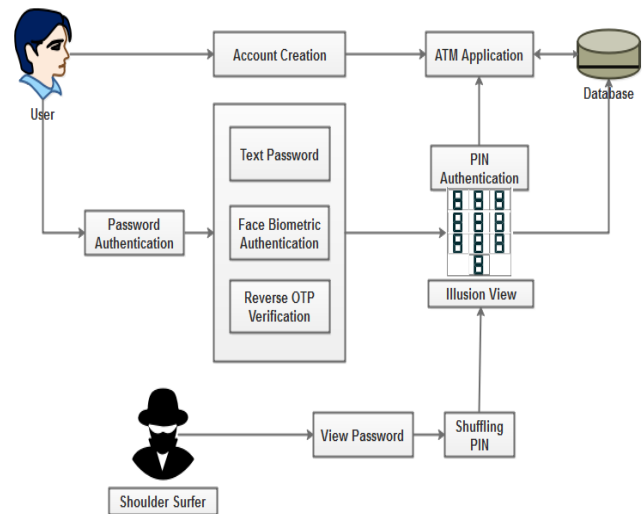 Account Creation
ATM Application
Database
User
Text Password
PIN
Authentication
Password
Authentication
Face Biometric
Authentication
Reverse OTP
Verification
Illusion View
View Password
Shuffling
PIN
Shoulder Surfer